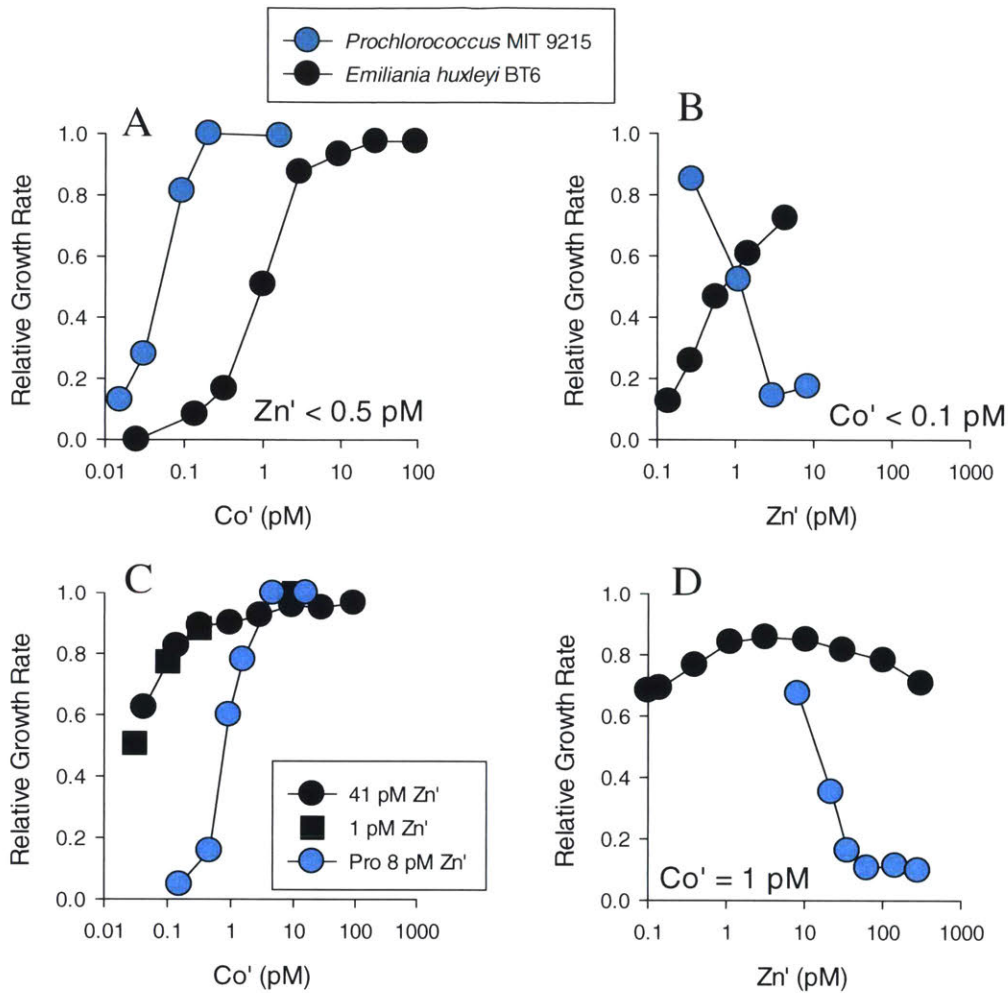 Prochlorococcus MIT 9215
Emiliania huxleyi BT6
A
Relative Growth Rate
1.0
0.8
0.6
0.4
0.2
0.0
Zn' < 0.5 pM
0.01 0.1 1 10 100
Co' (pM)
B
Relative Growth Rate
1.0
0.8
0.6
0.4
0.2
0.0
Co' < 0.1 pM
0.1 1 10 100 1000
Zn' (pM)
C
Relative Growth Rate
1.0
0.8
0.6
0.4
0.2
0.0
41 pM Zn'
1 pM Zn'
Pro 8 pM Zn'
0.01 0.1 1 10 100 1000
Co' (pM)
D
Relative Growth Rate
1.0
0.8
0.6
0.4
0.2
0.0
Co' = 1 pM
0.1 1 10 100 1000
Zn' (pM)